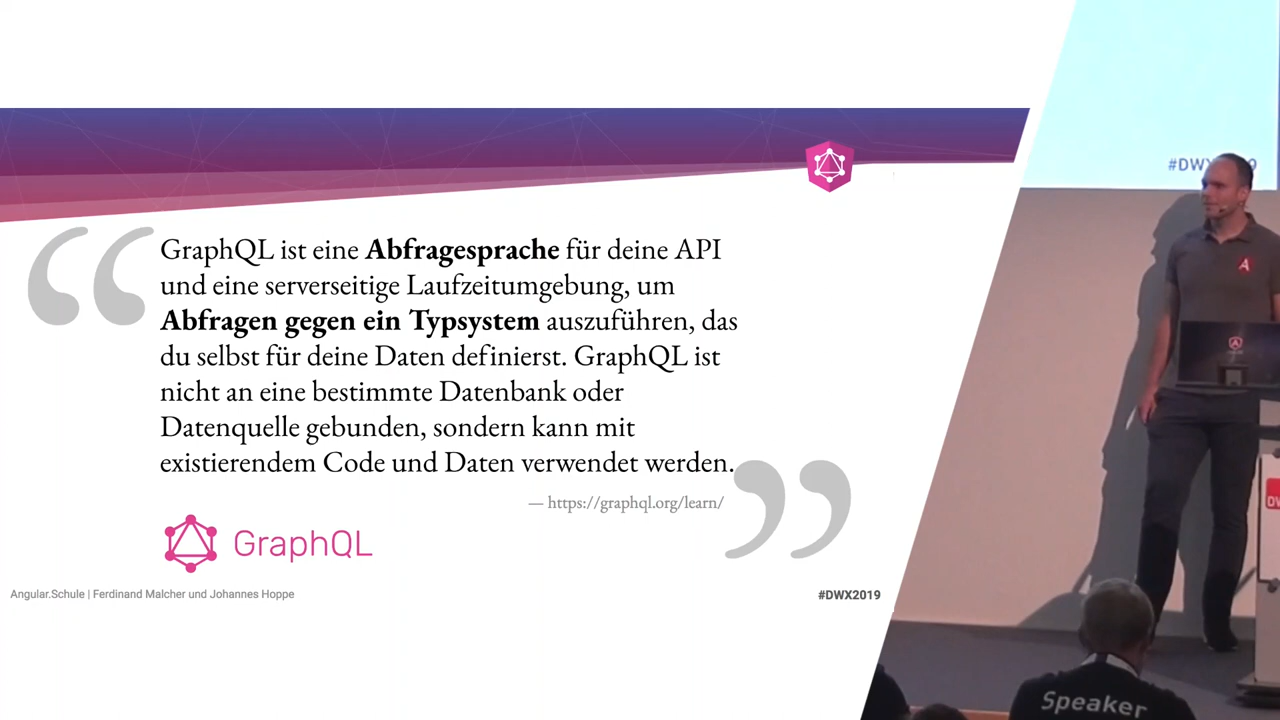 #DWX 9
GraphQL ist eine Abfragesprache für deine API
und eine serverseitige Laufzeitumgebung, um
Abfragen gegen ein Typsystem auszuführen, das
du selbst für deine Daten definierst. GraphQL ist
nicht an eine bestimmte Datenbank oder
Datenquelle gebunden, sondern kann mit
existierendem Code und Daten verwendet werden.
— https://graphql.org/learn/
GraphQL
Angular.Schule | Ferdinand Malcher und Johannes Hoppe
#DWX2019
Speaker